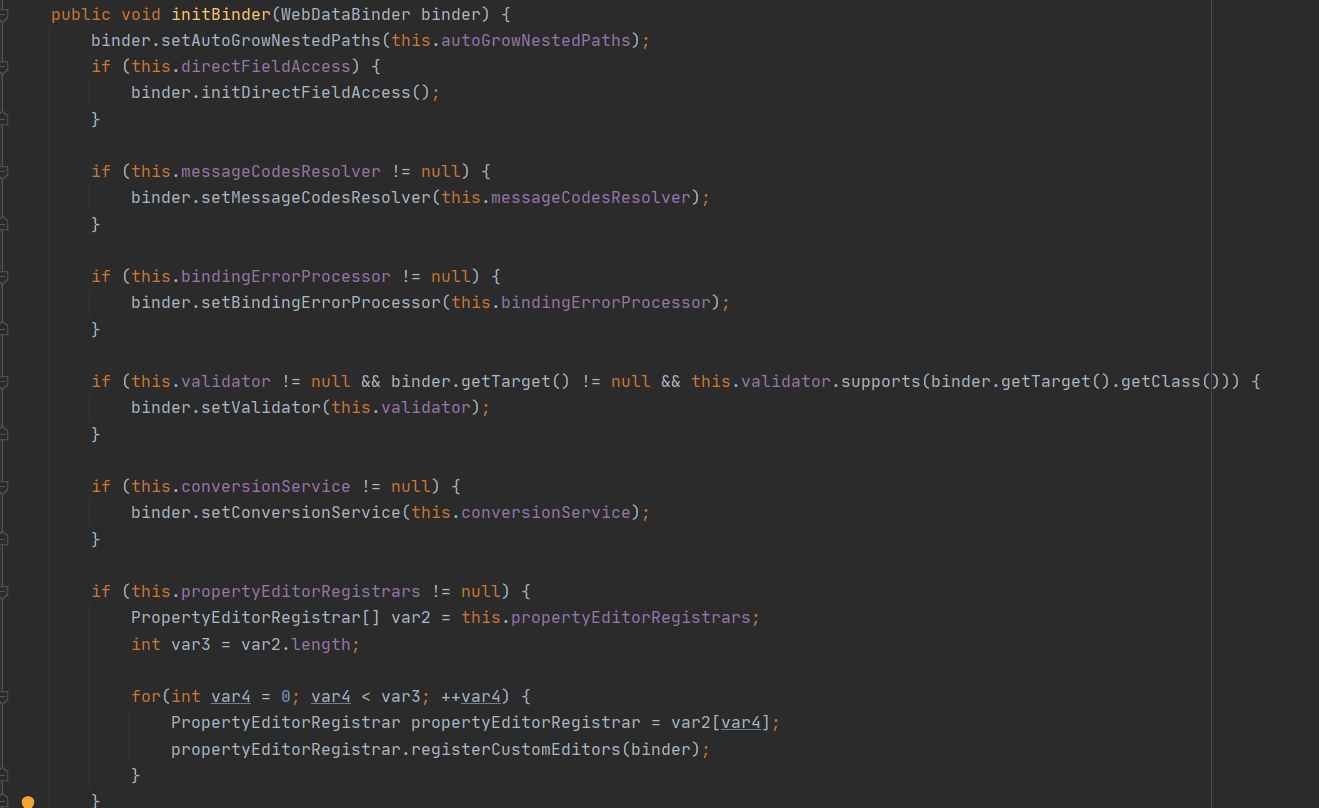 public void initBinder(WebDataBinder binder) {
    binder.setAutoGrowNestedPaths(this.autoGrowNestedPaths);
    if (this.directFieldAccess) {
        binder.initDirectFieldAccess();
    }

    if (this.messageCodesResolver != null) {
        binder.setMessageCodesResolver(this.messageCodesResolver);
    }

    if (this.bindingErrorProcessor != null) {
        binder.setBindingErrorProcessor(this.bindingErrorProcessor);
    }

    if (this.validator != null && binder.getTarget() != null && this.validator.supports(binder.getTarget().getClass())) {
        binder.setValidator(this.validator);
    }

    if (this.conversionService != null) {
        binder.setConversionService(this.conversionService);
    }

    if (this.propertyEditorRegistrars != null) {
        PropertyEditorRegistrar[] var2 = this.propertyEditorRegistrars;
        int var3 = var2.length;

        for(int var4 = 0; var4 < var3; ++var4) {
            PropertyEditorRegistrar propertyEditorRegistrar = var2[var4];
            propertyEditorRegistrar.registerCustomEditors(binder);
        }
    }